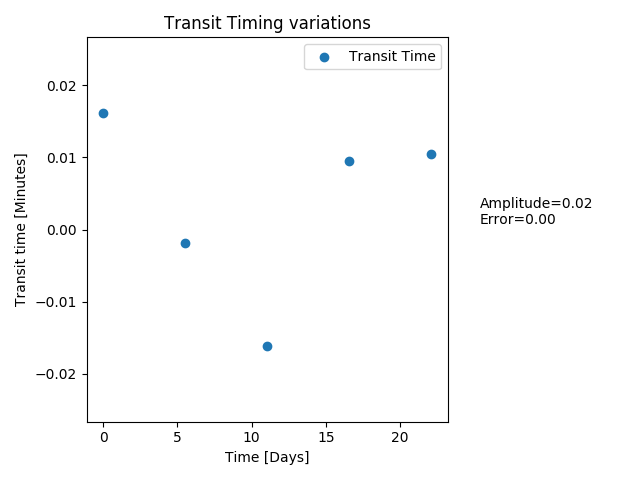 Transit Timing variations
Transit Time
0.02
0.01
0.00
−0.01
−0.02
Transit time [Minutes]
0
5
10
15
20
Time [Days]
Amplitude=0.02
Error=0.00